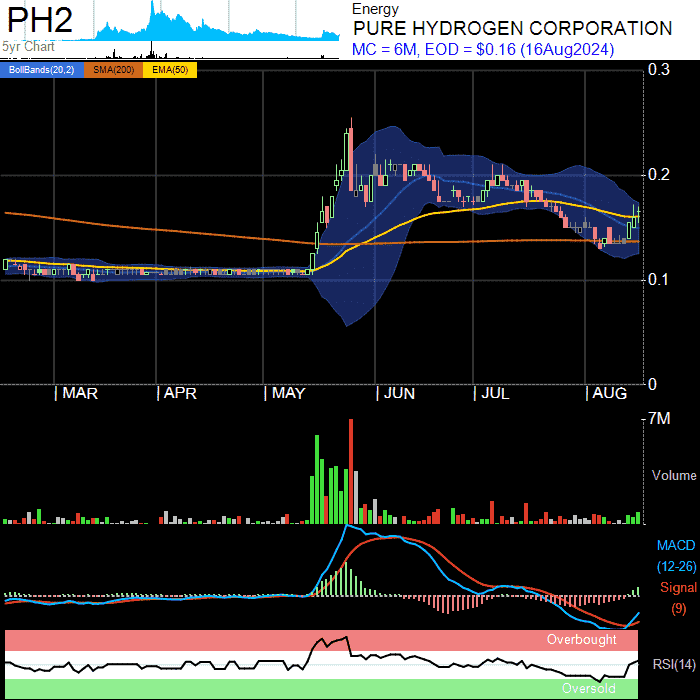 PH2
5yr Chart
Energy
PURE HYDROGEN CORPORATION
MC = 6M, EOD = $0.16 (16Aug2024)
BollBands(20,2) SMA(200) EMA(50)
0.3
0.2
0.1
0
MAR APR MAY JUN JUL AUG
7M
Volume
MACD
(12-26)
Signal
(9)
Overbought
RSI(14)
Oversold